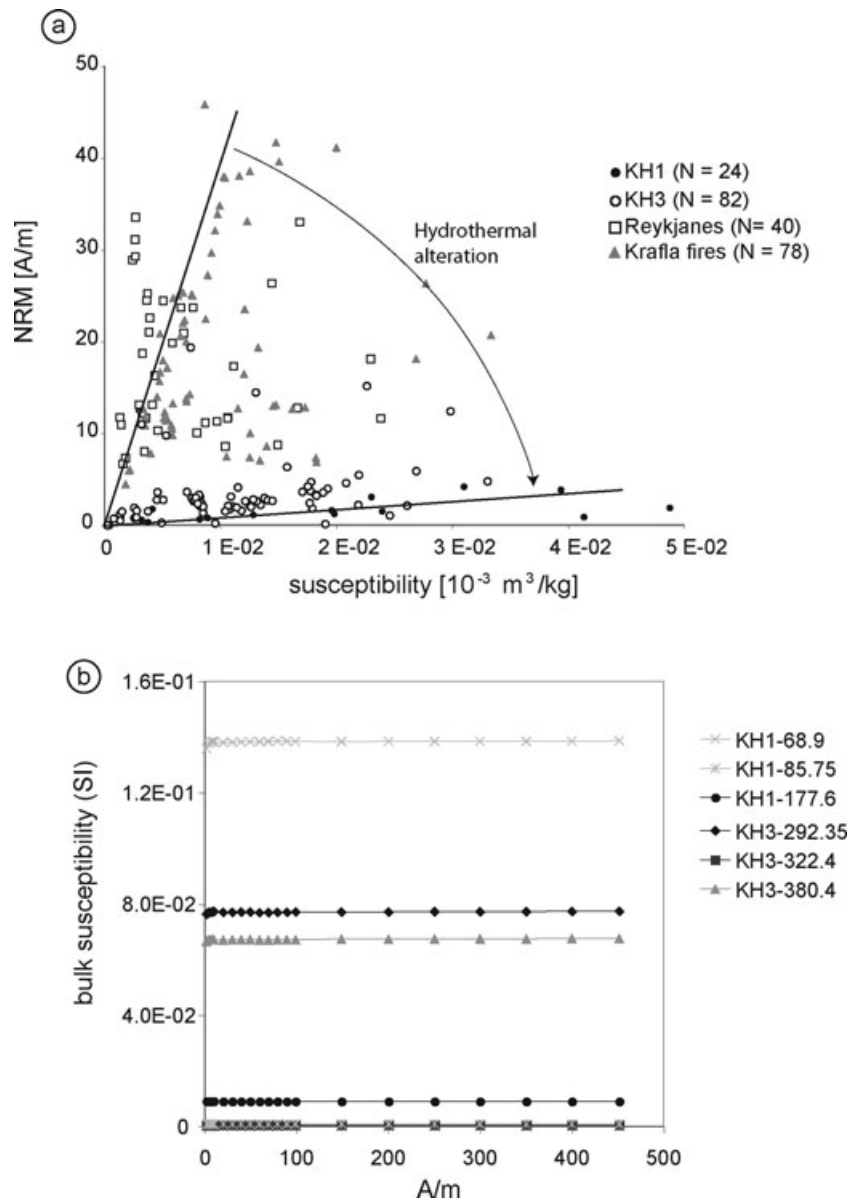 a
50
40
30
20
10
0
NRM [A/m]
KH1 (N = 24)
KH3 (N = 82)
Reykjanes (N= 40)
Krafla fires (N = 78)
Hydrothermal
alteration
0 1 E-02 2 E-02 3 E-02 4 E-02 5 E-02
susceptibility [10⁻³ m³/kg]
b
1.6E-01
1.2E-01
8.0E-02
4.0E-02
0
bulk susceptibility (SI)
KH1-68.9
KH1-85.75
KH1-177.6
KH3-292.35
KH3-322.4
KH3-380.4
0 100 200 300 400 500
A/m